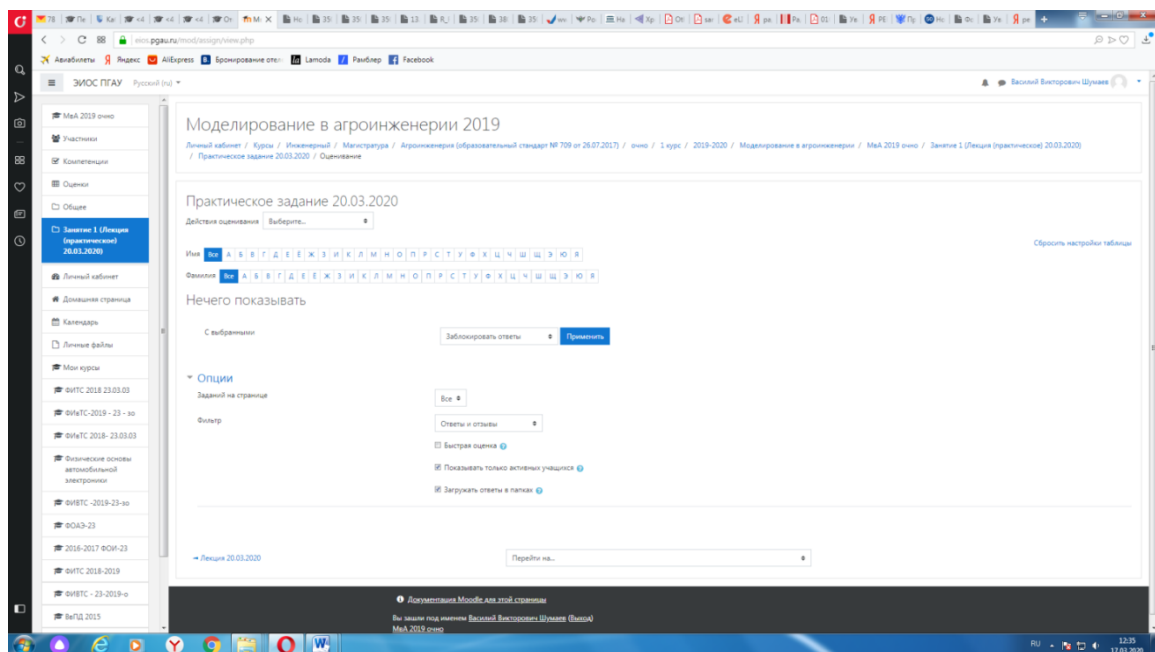 eios.pgau.ru/mod/assign/view.php
Авиабилеты Яндекс AliExpress Бронирование отел Lamoda Рамблер Facebook
ЭИОС ПГАУ Русский (ru)
Василий Викторович Шумаев
МаА 2019 очно
Участники
Компетенции
Оценки
Общее
Занятие 1 (Лекция (практическое) 20.03.2020)
Личный кабинет
Домашняя страница
Календарь
Личные файлы
Мои курсы
ФИТС 2018 23.03.03
ФИвТС-2019 - 23 - зо
ФИвТС 2018- 23.03.03
Физические основы автомобильной электроники
ФИВТС -2019-23-зо
ФОАЭ-23
2016-2017 ФОИ-23
ФИТС 2018-2019
ФИВТС - 23-2019-о
ВеПД 2015
Моделирование в агроинженерии 2019
Личный кабинет / Курсы / Инженерный / Магистратура / Агроинженерия (образовательный стандарт № 709 от 26.07.2017) / очно / 1 курс / 2019-2020 / Моделирование в агроинженерии / МаА 2019 очно / Занятие 1 (Лекция (практическое) 20.03.2020)
/ Практическое задание 20.03.2020 / Оценивание
Практическое задание 20.03.2020
Действия оценивания Выберите...
Сбросить настройки таблицы
Имя Все А Б В Г Д Е Ё Ж З И К Л М Н О П Р С Т У Ф Х Ц Ч Ш Щ Э Ю Я
Фамилия Все А Б В Г Д Е Ё Ж З И К Л М Н О П Р С Т У Ф Х Ц Ч Ш Щ Э Ю Я
Нечего показывать
С выбранными Заблокировать ответы Применить
Опции
Заданий на странице Все
Фильтр Ответы и отзывы
Быстрая оценка
Показывать только активных учащихся
Загружать ответы в папках
Лекция 20.03.2020 Перейти на...
Документация Moodle для этой страницы
Вы зашли под именем Василий Викторович Шумаев (Выход)
МаА 2019 очно
RU 12:35
17.03.2020